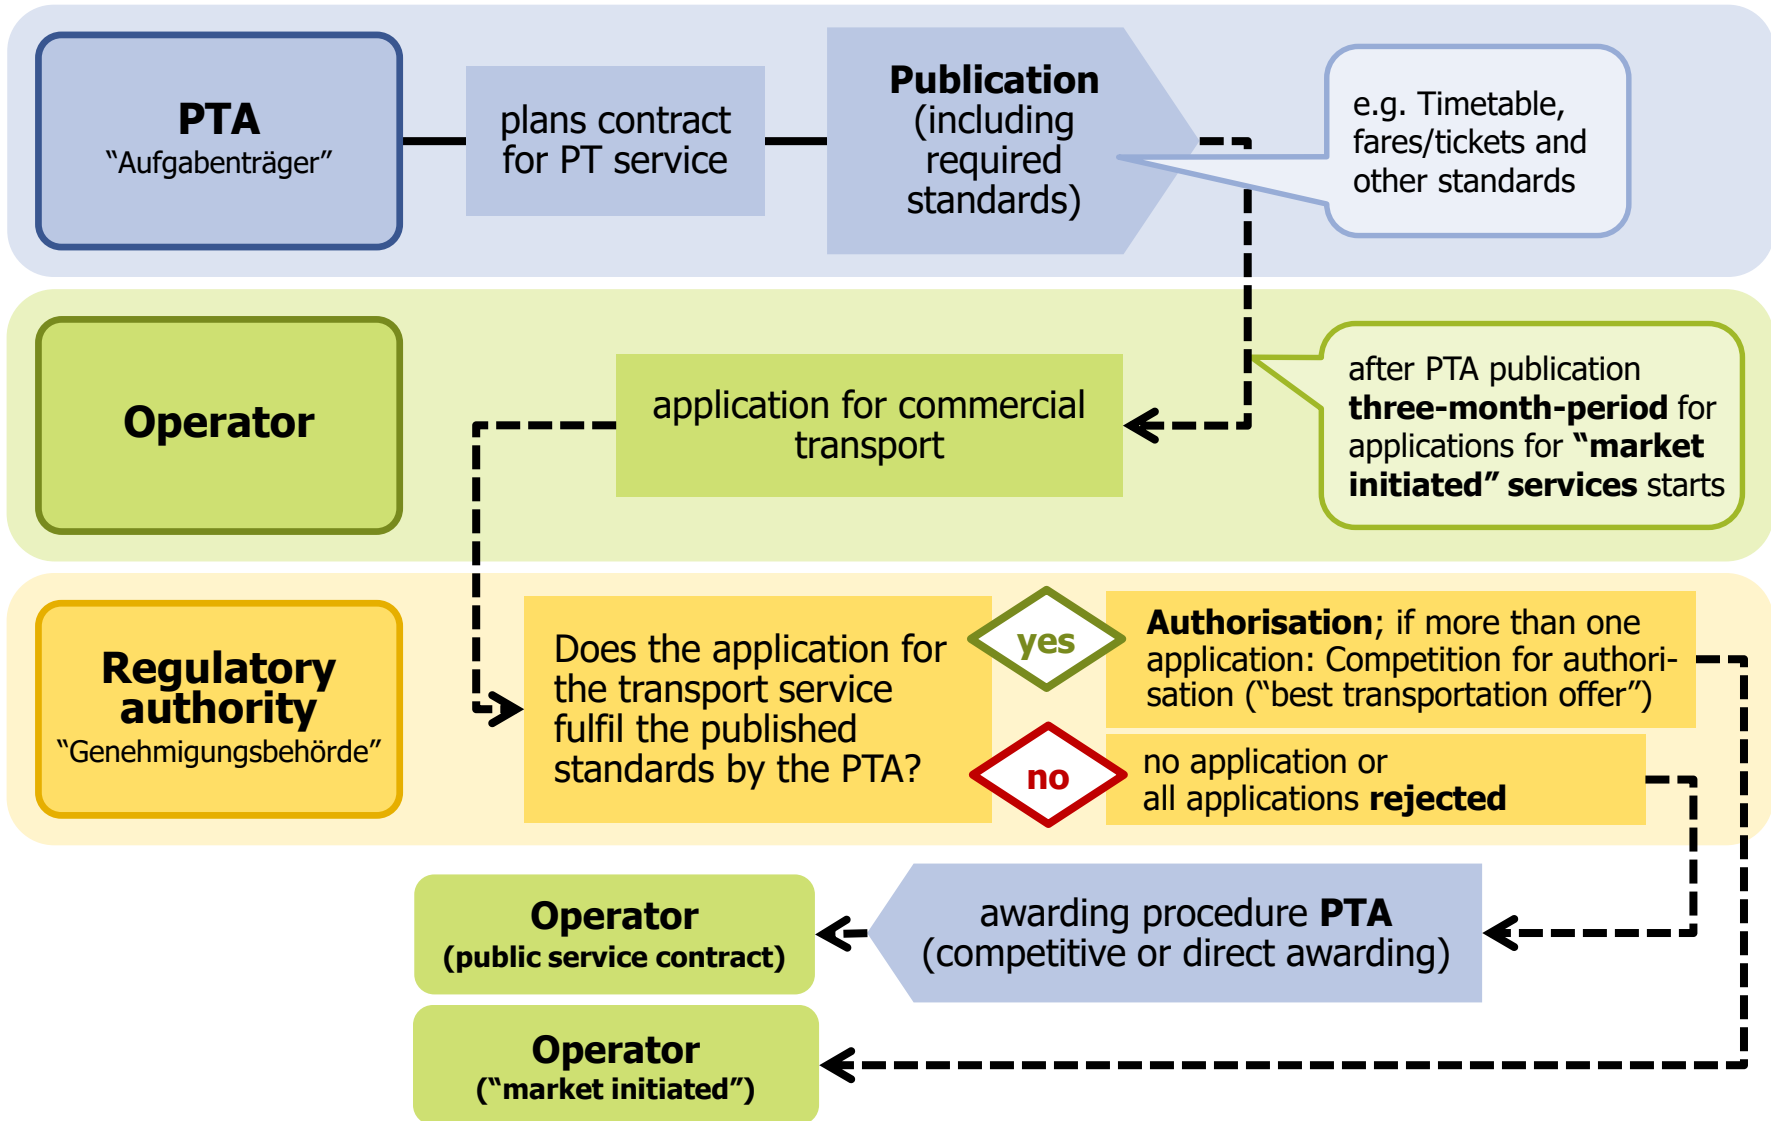 PTA
“Aufgabenträger”
plans contract
for PT service
Publication
(including
required
standards)
e.g. Timetable,
fares/tickets and
other standards
Operator
application for commercial
transport
after PTA publication
three-month-period for
applications for “market
initiated” services starts
Regulatory
authority
“Genehmigungsbehörde”
Does the application for
the transport service
fulfil the published
standards by the PTA?
yes
Authorisation; if more than one
application: Competition for authori-
sation (“best transportation offer”)
no
no application or
all applications rejected
Operator
(public service contract)
awarding procedure PTA
(competitive or direct awarding)
Operator
(“market initiated”)